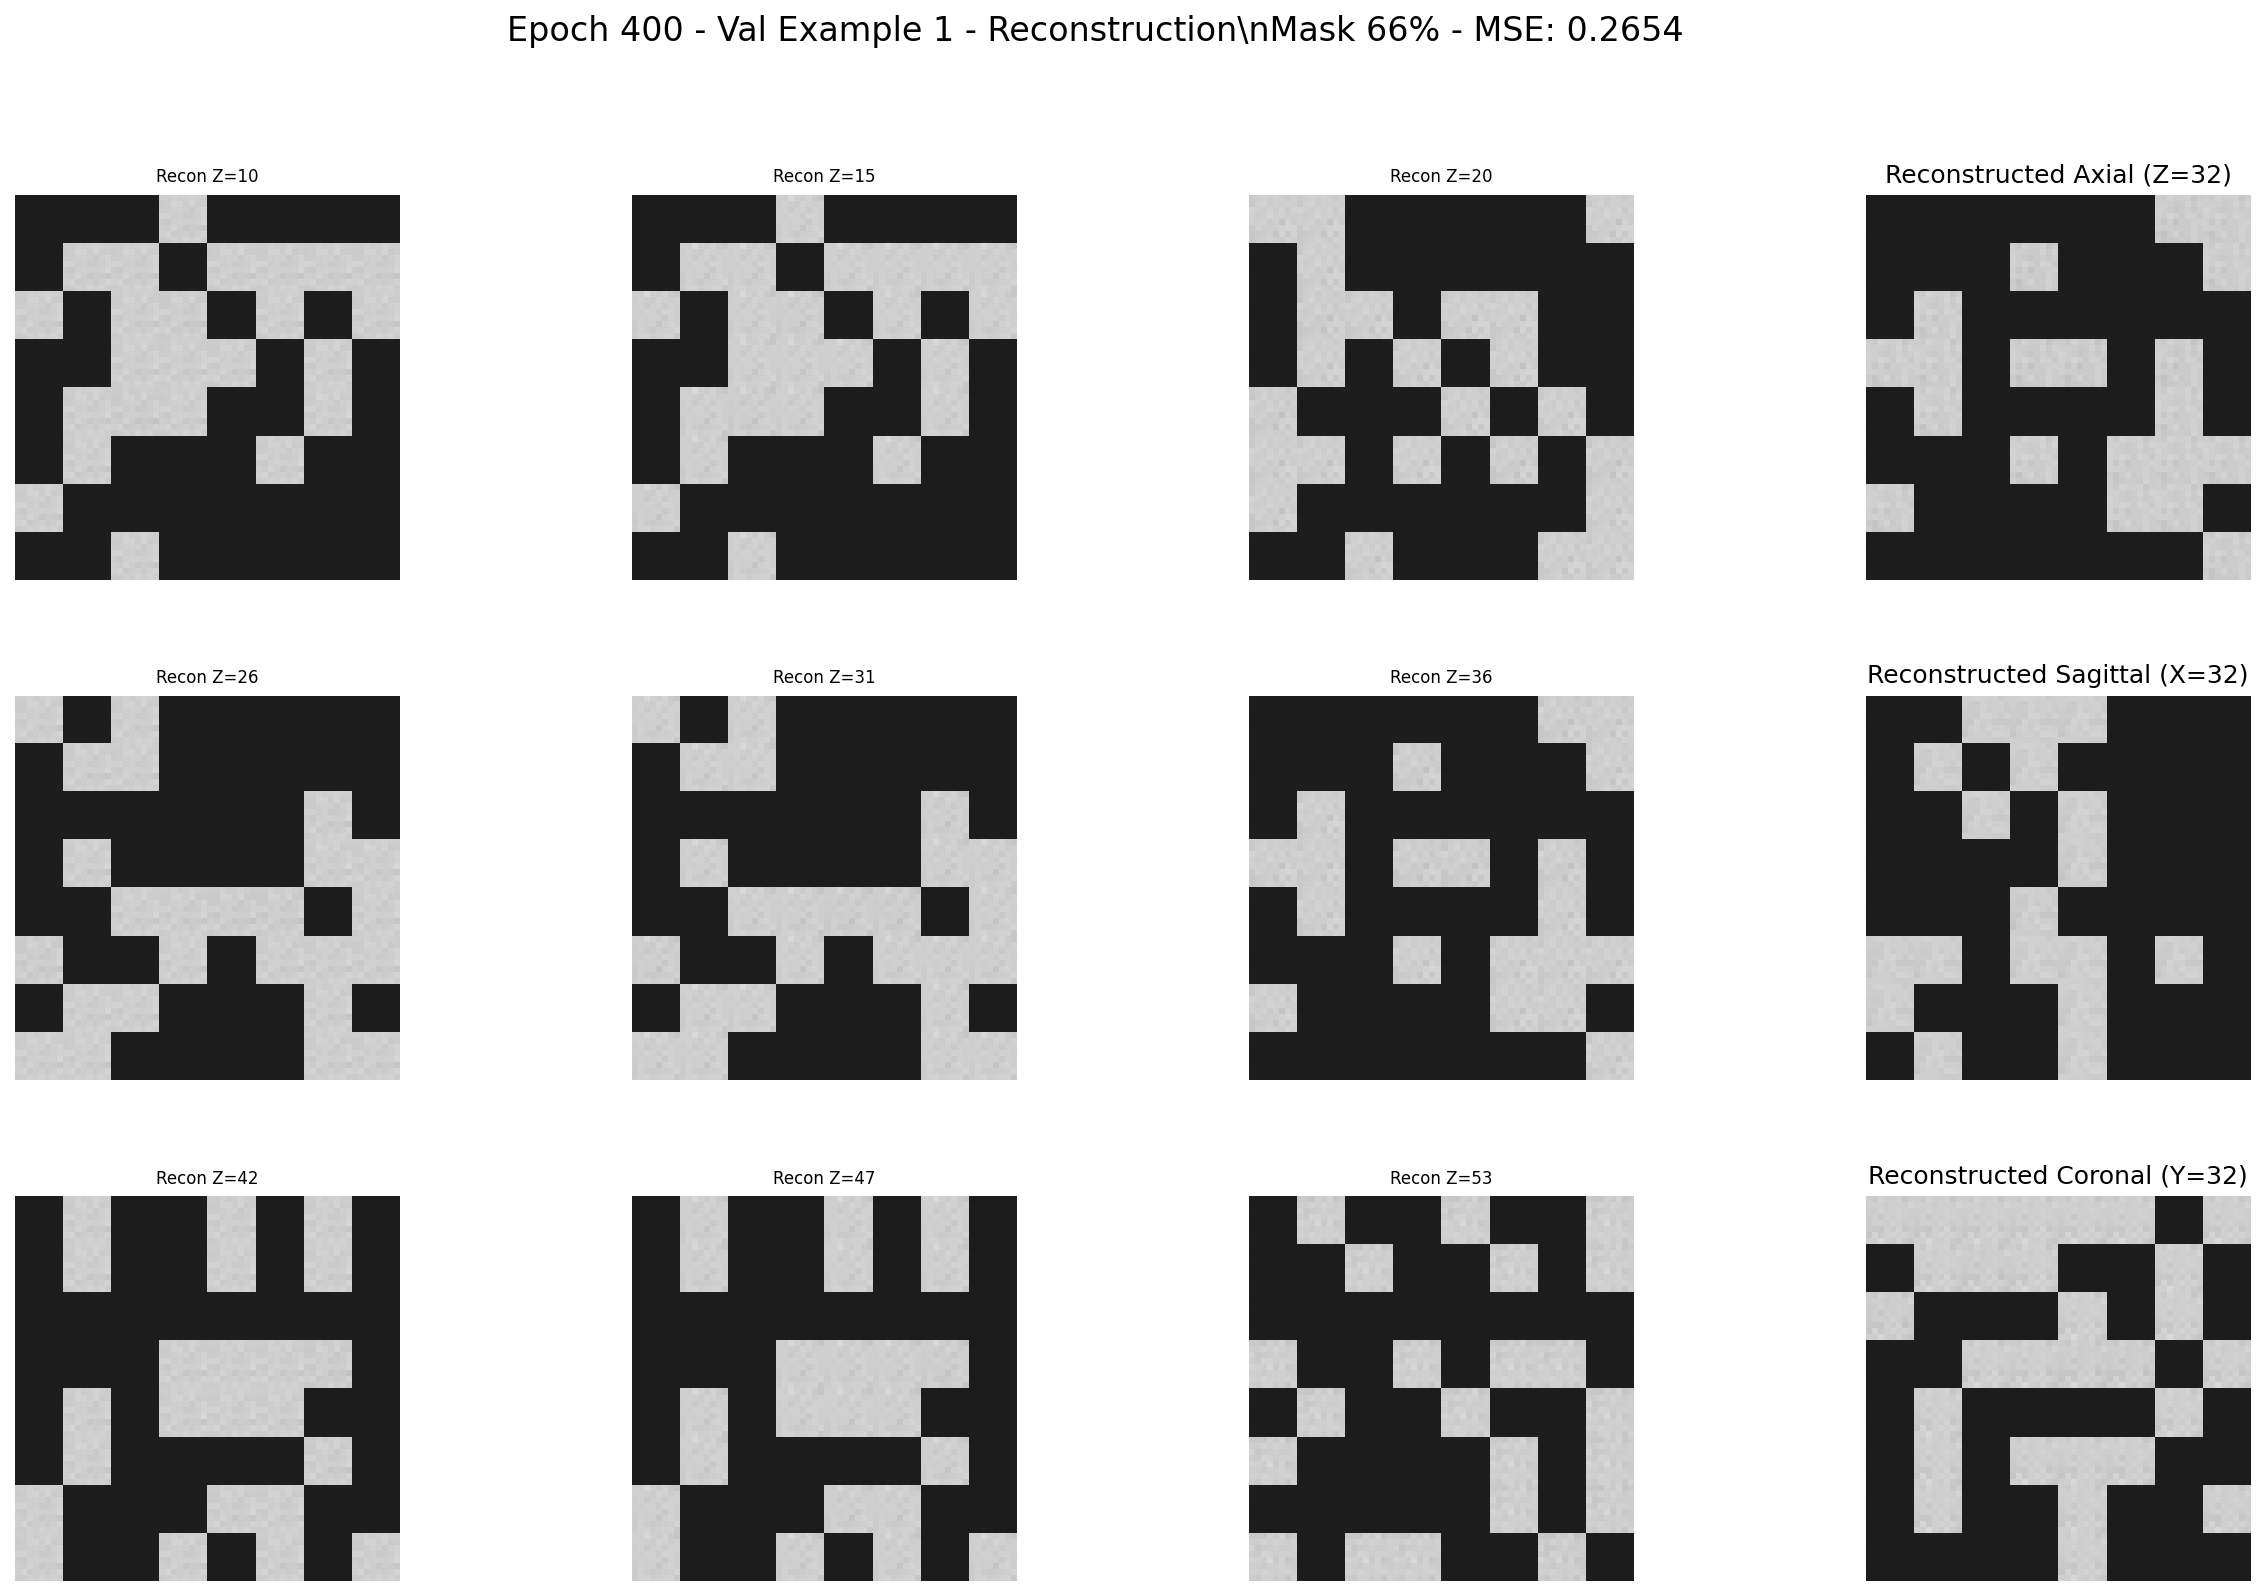 Epoch 400 - Val Example 1 - Reconstruction\nMask 66% - MSE: 0.2654
Recon Z=10
Recon Z=15
Recon Z=20
Reconstructed Axial (Z=32)
Recon Z=26
Recon Z=31
Recon Z=36
Reconstructed Sagittal (X=32)
Recon Z=42
Recon Z=47
Recon Z=53
Reconstructed Coronal (Y=32)